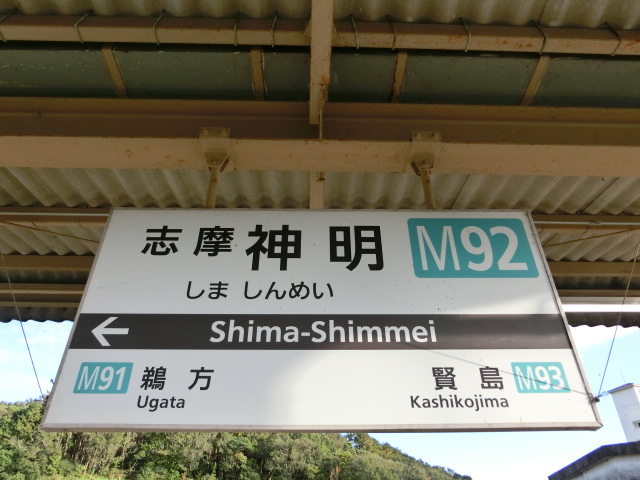 志摩神明 M92
しま しんめい
← Shima-Shimmei
M91 鵜方 賢島 M93
Ugata Kashikojima